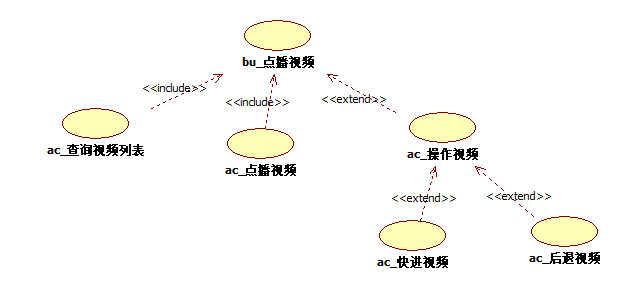 bu_点播视频
<<include>>
<<include>>
<<extend>>
ac_查询视频列表
ac_点播视频
ac_操作视频
<<extend>>
<<extend>>
ac_快进视频
ac_后退视频